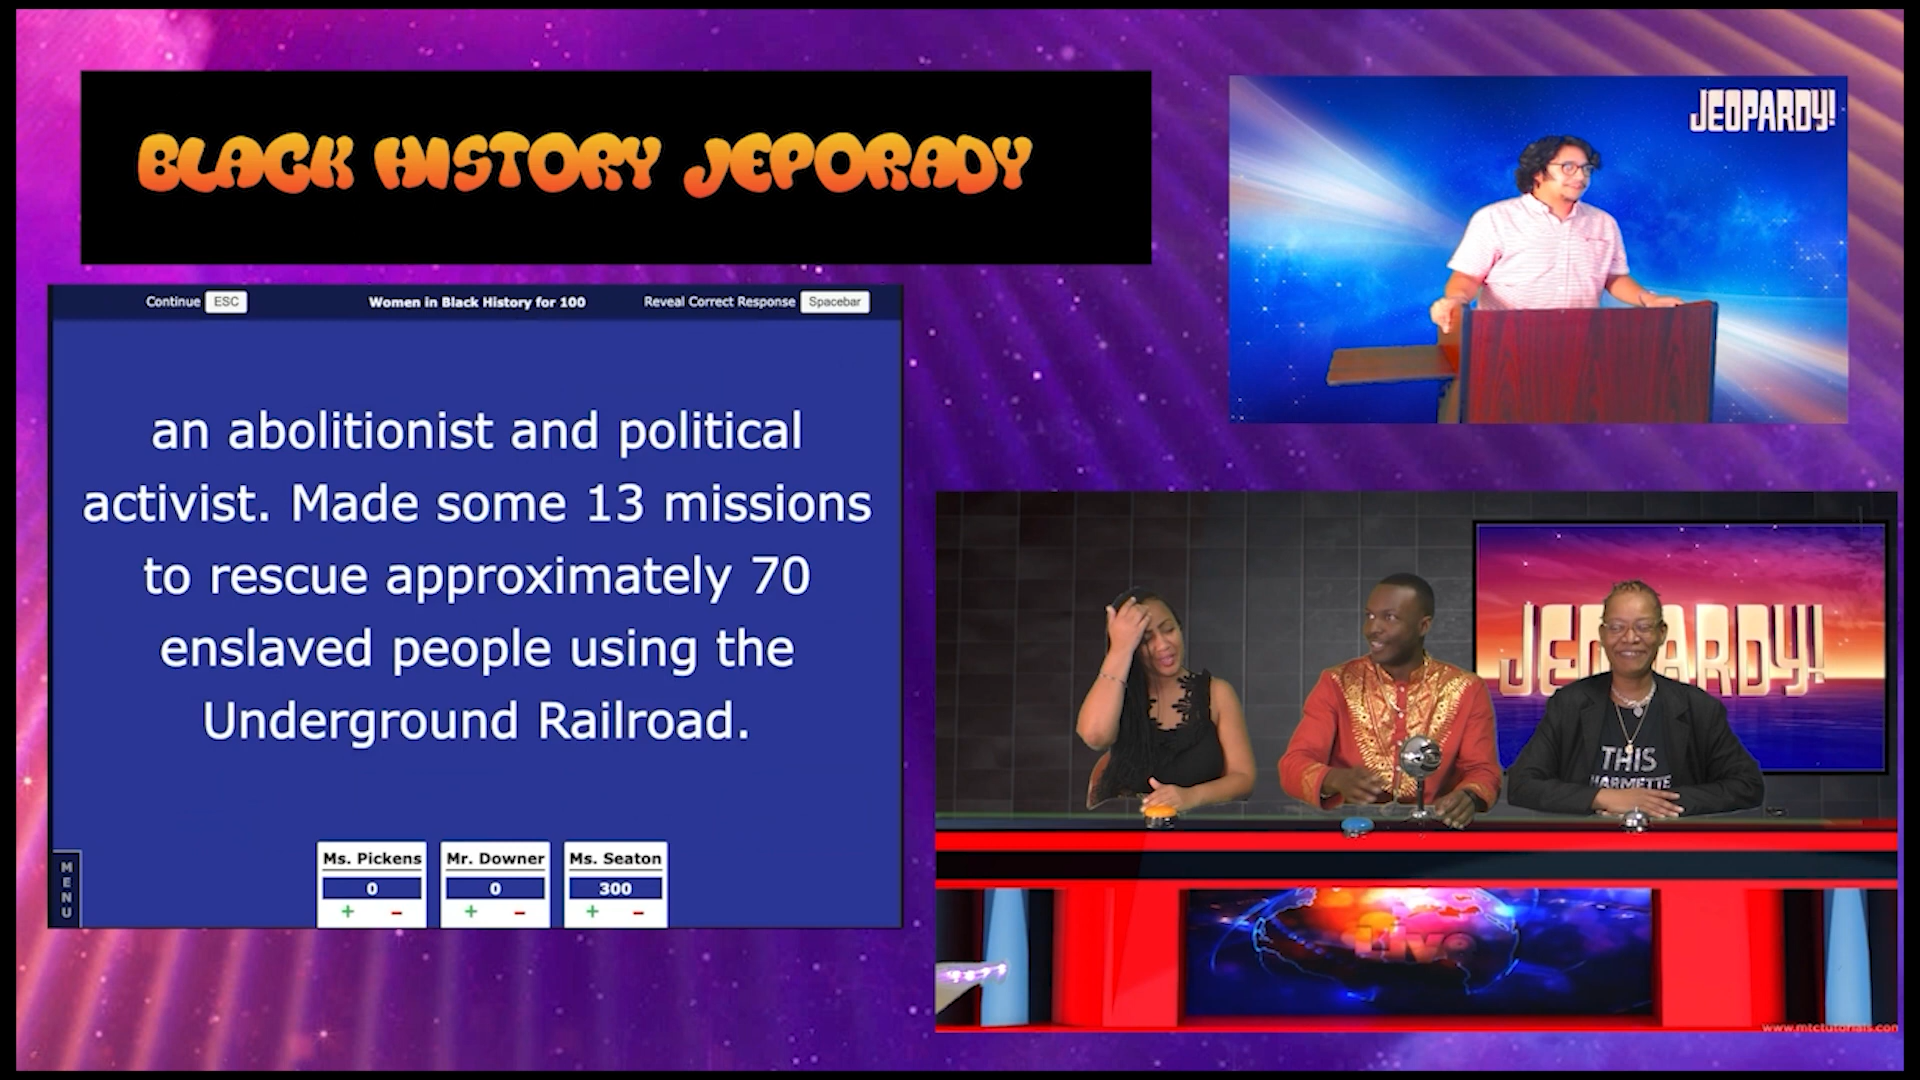 BLACK HISTORY JEPORADY
JEOPARDY!
Continue ESC
Women in Black History for 100
Reveal Correct Response Spacebar
an abolitionist and political
activist. Made some 13 missions
to rescue approximately 70
enslaved people using the
Underground Railroad.
MENU
Ms. Pickens
0
+ -
Mr. Downer
0
+ -
Ms. Seaton
300
+ -
THIS
Live
www.mtctutorials.com